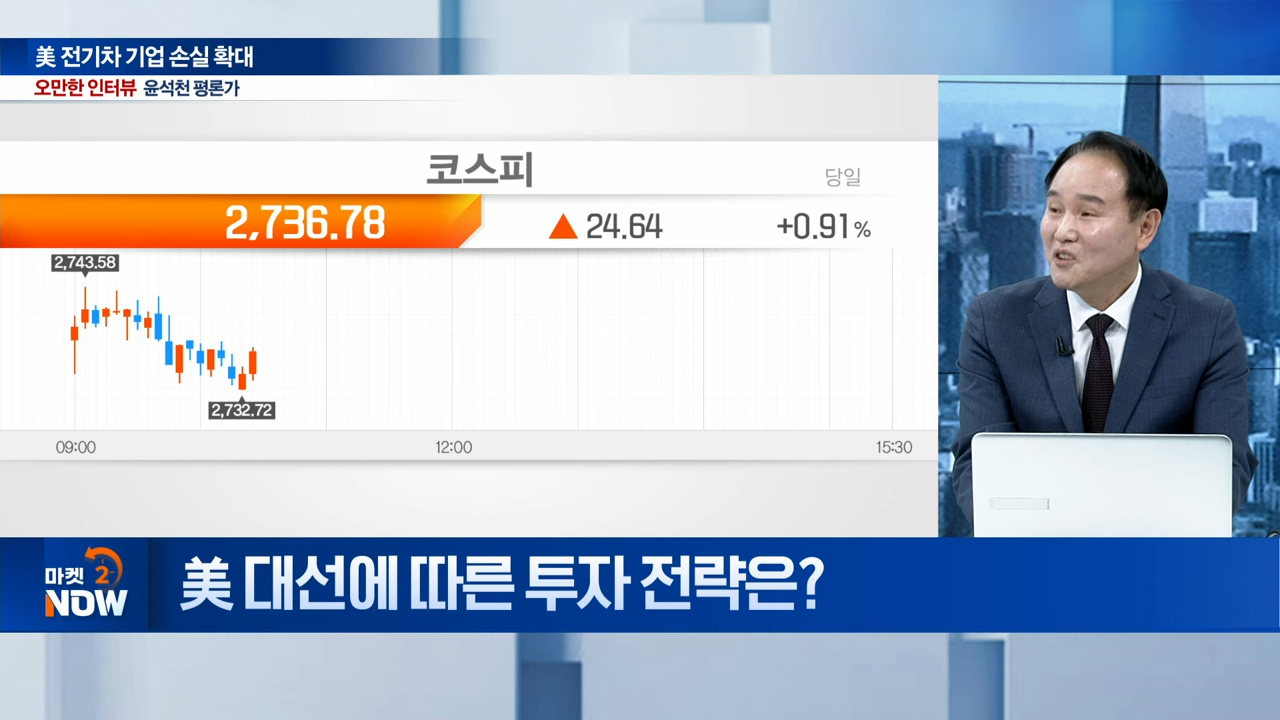 美 전기차 기업 손실 확대
오만한 인터뷰 윤석천 평론가
코스피
당일
2,736.78 ▲ 24.64 +0.91%
2,743.58
2,732.72
09:00 12:00 15:30
마켓 2
NOW
美 대선에 따른 투자 전략은?